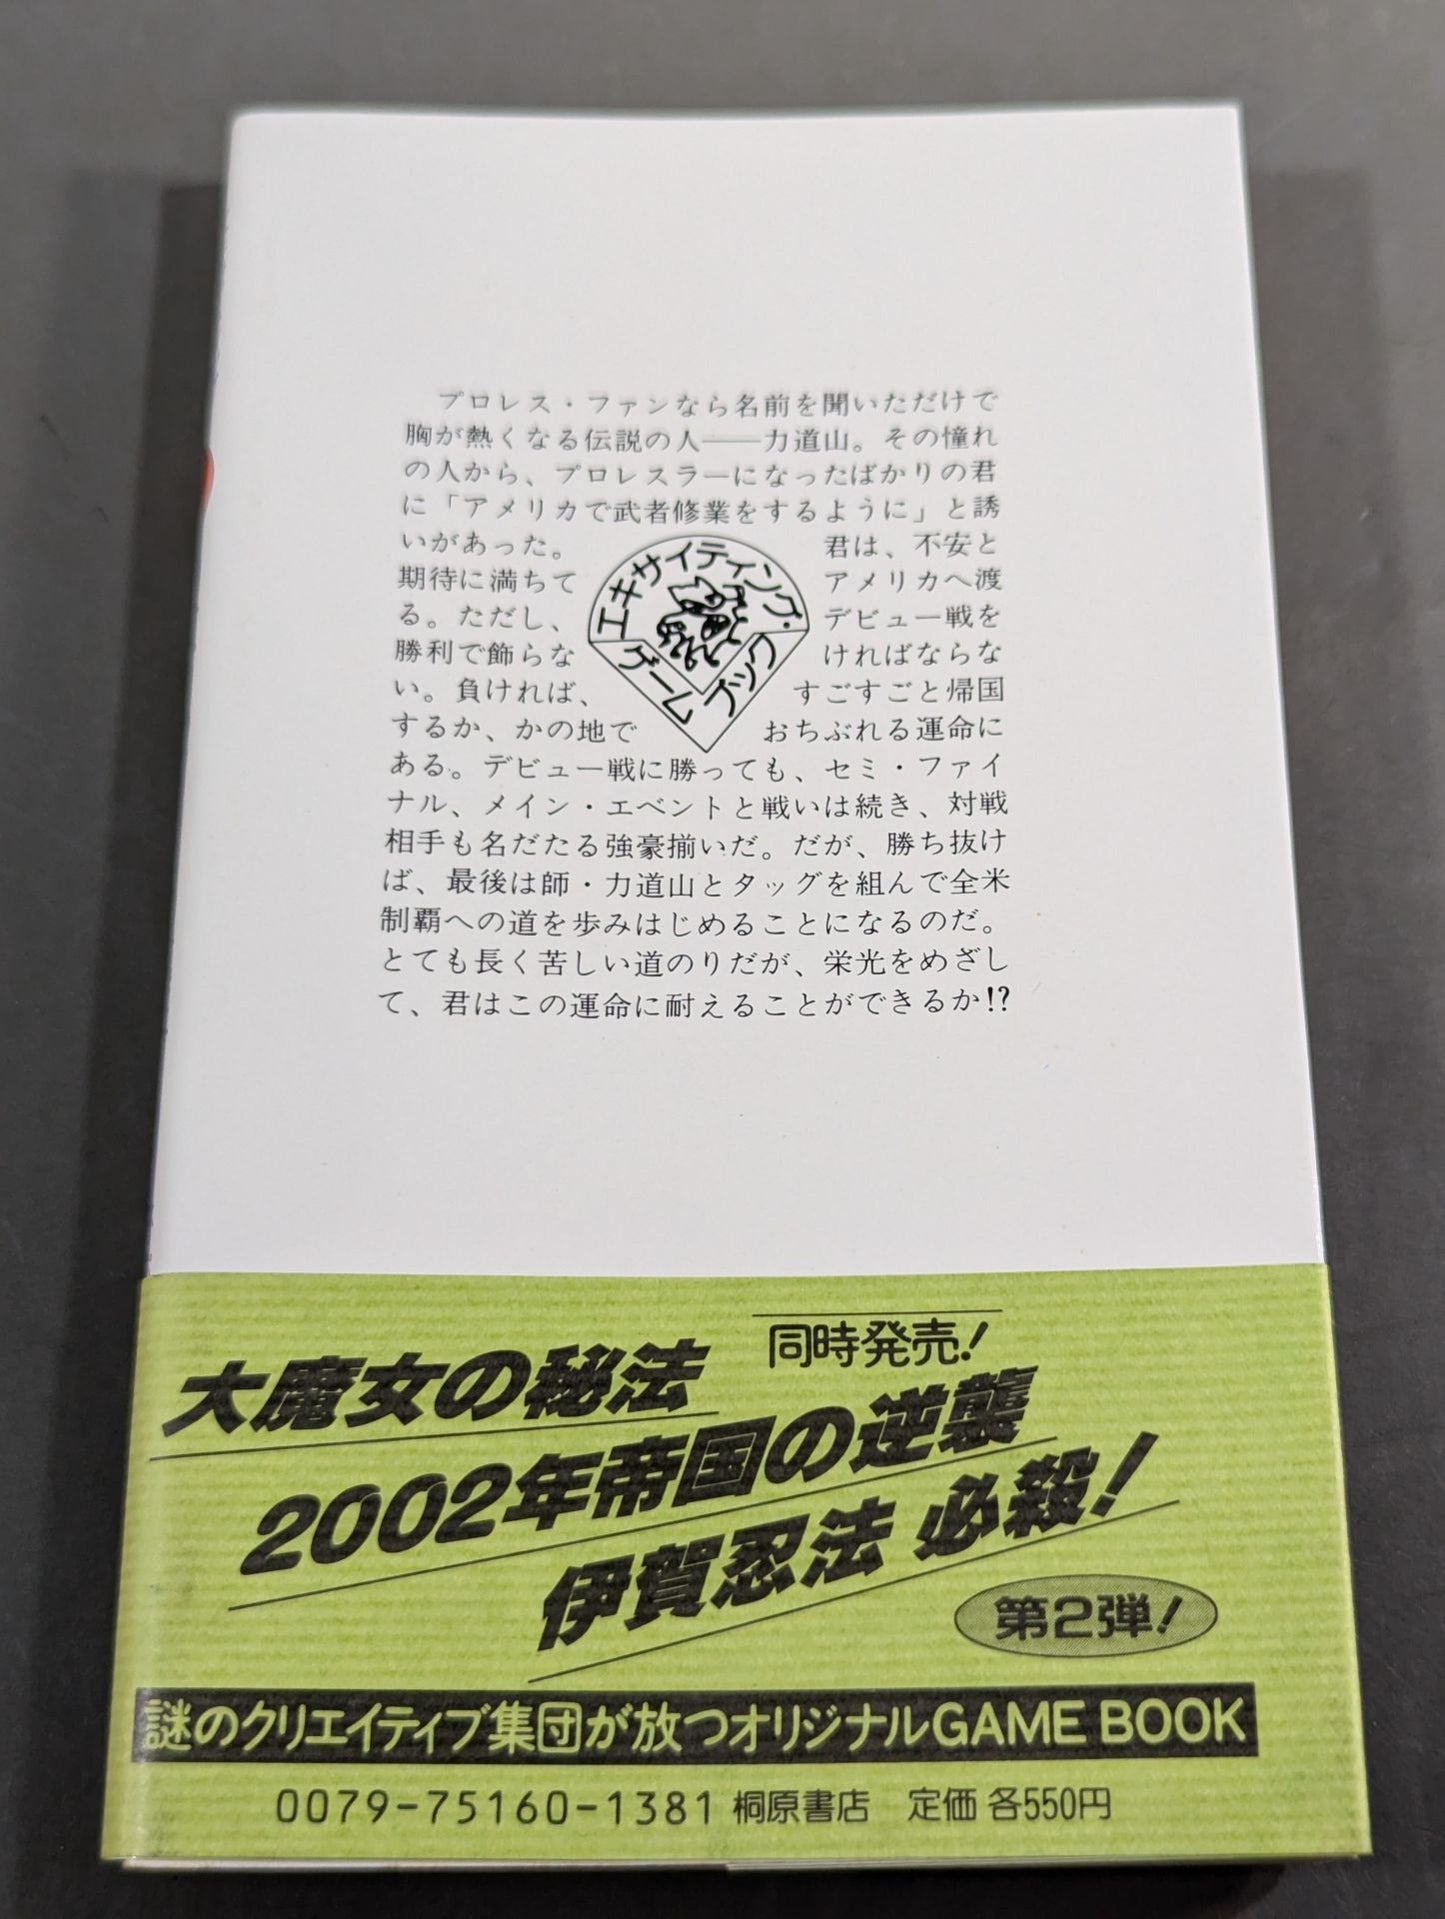 プロレス・ファンなら名前を聞いただけで
胸が熱くなる伝説の人――力道山。その憧れ
の人から、プロレスラーになったばかりの君
に「アメリカで武者修業をするように」と誘
いがあった。 君は、不安と
期待に満ちて アメリカへ渡
る。ただし、 デビュー戦を
勝利で飾らな ければならな
い。負ければ、 すごすごと帰国
するか、かの地で おちぶれる運命に
ある。デビュー戦に勝っても、セミ・ファイ
ナル、メイン・エベントと戦いは続き、対戦
相手も名だたる強豪揃いだ。だが、勝ち抜け
ば、最後は師・力道山とタッグを組んで全米
制覇への道を歩みはじめることになるのだ。
とても長く苦しい道のりだが、栄光をめざし
て、君はこの運命に耐えることができるか!?
エキサイティング・
ゲームブック
同時発売!
大魔女の秘法
2002年帝国の逆襲
伊賀忍法 必殺!
第2弾!
謎のクリエイティブ集団が放つオリジナルGAME BOOK
0079-75160-1381 桐原書店 定価 各550円